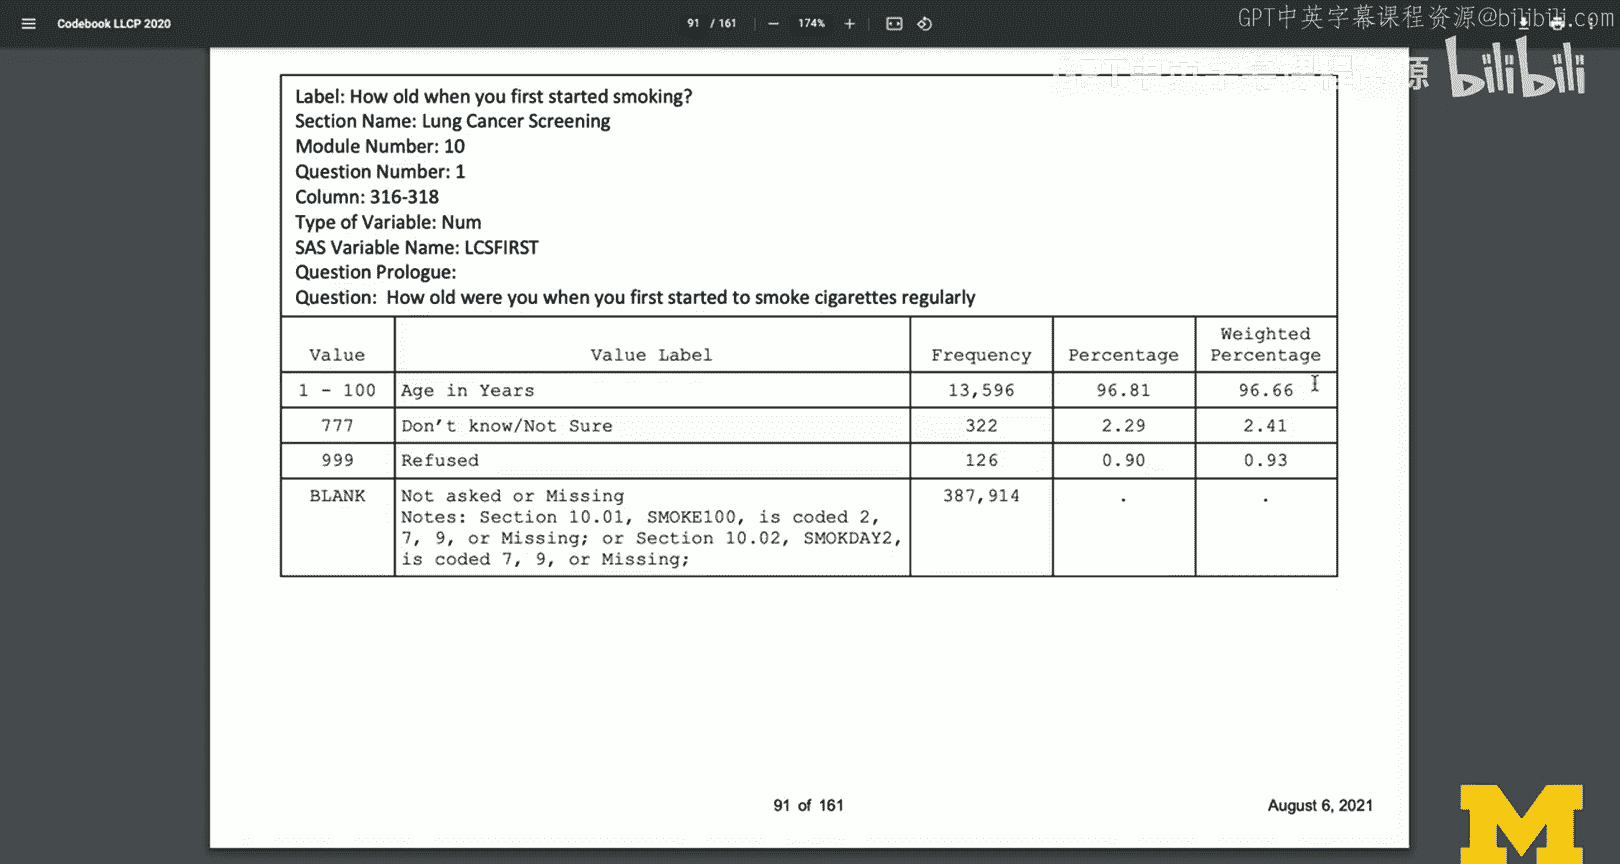 Codebook LLCP 2020
91 / 161
174%
GPT中英字幕课程资源@bilibili.com
源 bilibili
Label: How old when you first started smoking?
Section Name: Lung Cancer Screening
Module Number: 10
Question Number: 1
Column: 316-318
Type of Variable: Num
SAS Variable Name: LCSFIRST
Question Prologue:
Question: How old were you when you first started to smoke cigarettes regularly
Value Value Label Frequency Percentage Weighted Percentage
1 - 100 Age in Years 13,596 96.81 96.66
777 Don't know/Not Sure 322 2.29 2.41
999 Refused 126 0.90 0.93
BLANK Not asked or Missing 387,914 . .
Notes: Section 10.01, SMOKE100, is coded 2,
7, 9, or Missing; or Section 10.02, SMOKDAY2,
is coded 7, 9, or Missing;
91 of 161
August 6, 2021
M